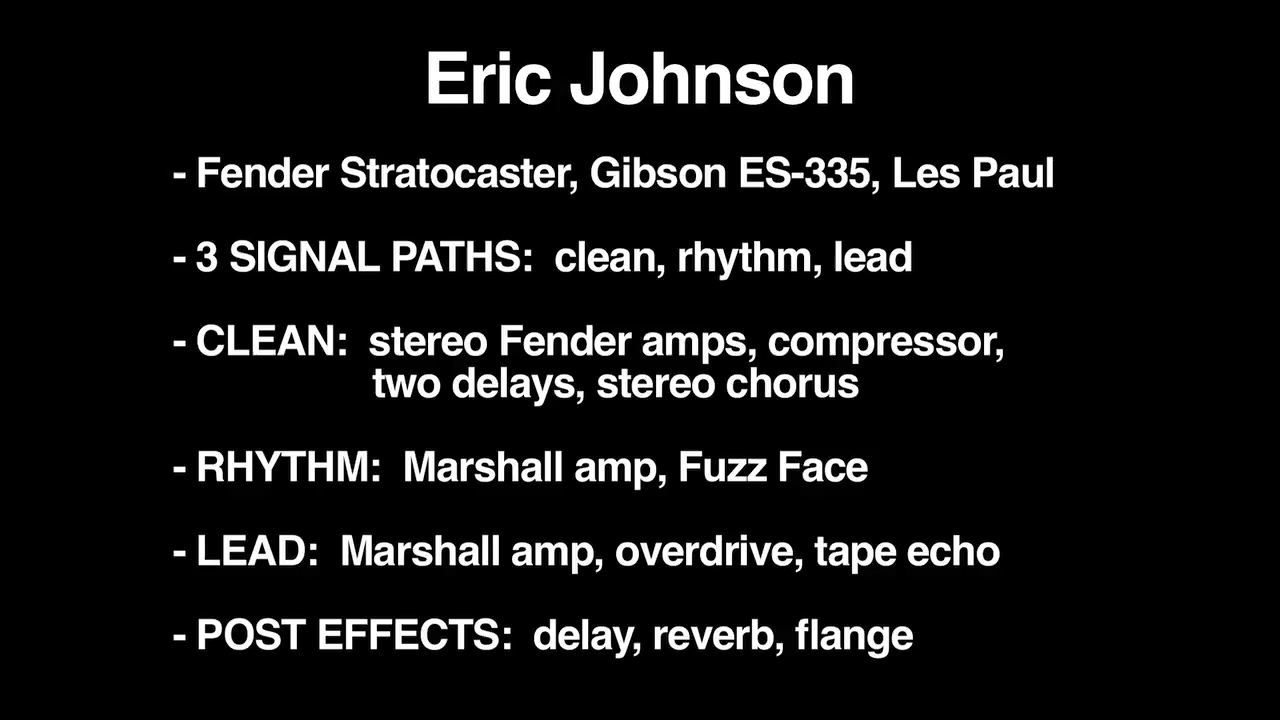 Eric Johnson
- Fender Stratocaster, Gibson ES-335, Les Paul
- 3 SIGNAL PATHS:  clean, rhythm, lead
- CLEAN:  stereo Fender amps, compressor,
two delays, stereo chorus
- RHYTHM:  Marshall amp, Fuzz Face
- LEAD:  Marshall amp, overdrive, tape echo
- POST EFFECTS:  delay, reverb, flange